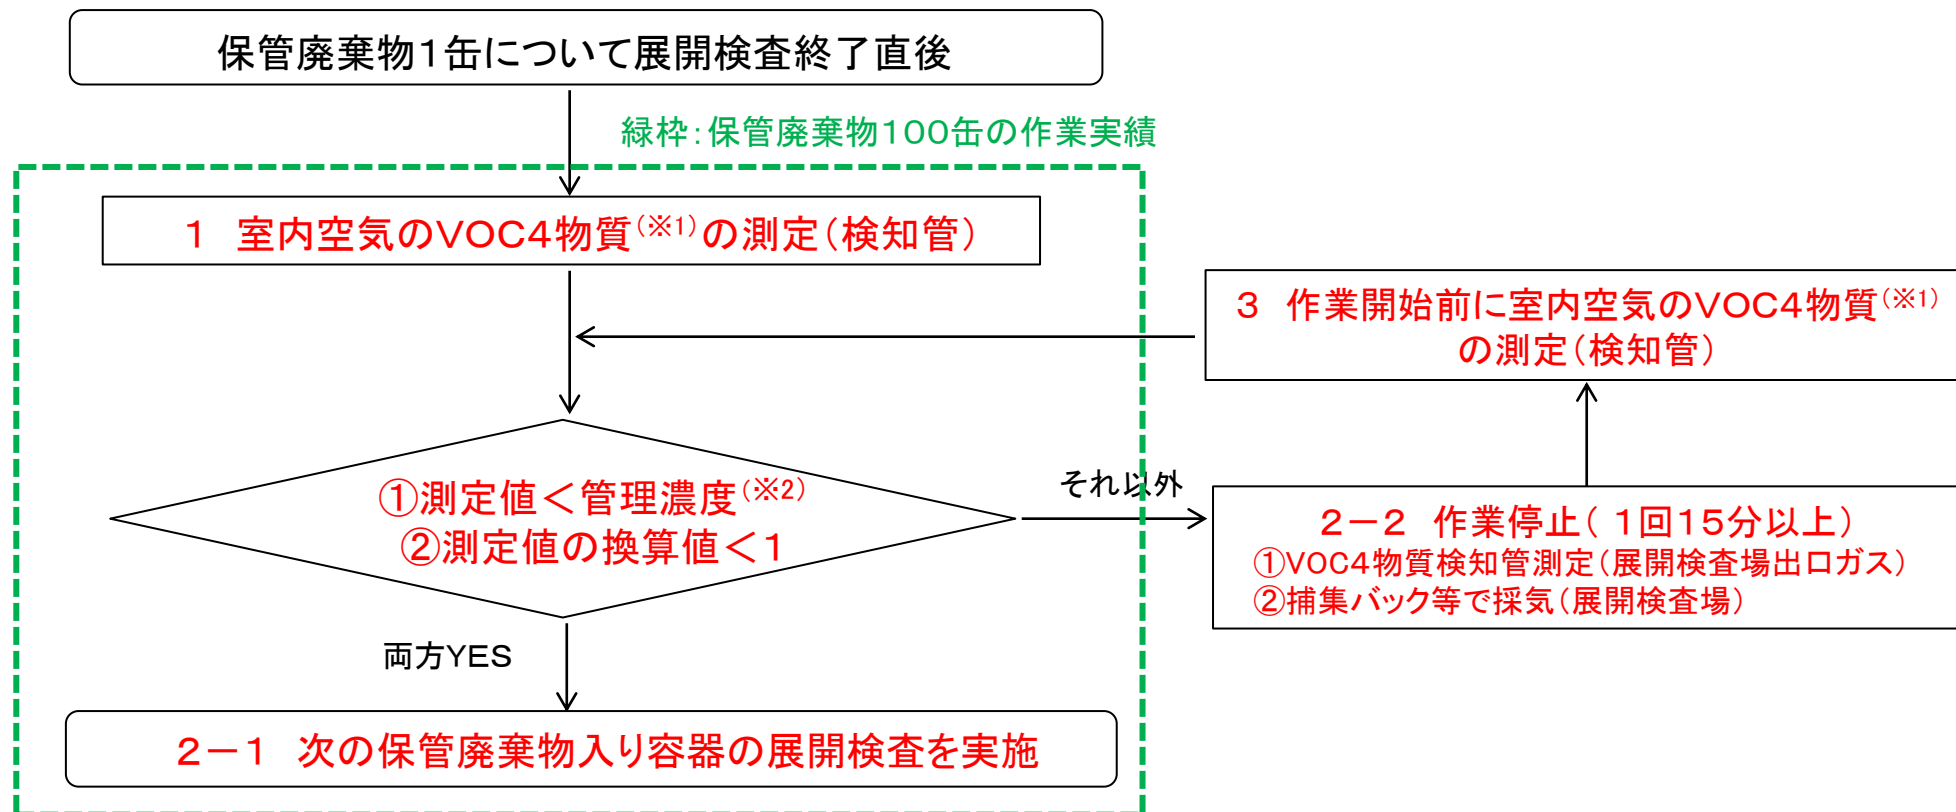 保管廃棄物１缶について展開検査終了直後
緑枠：保管廃棄物１００缶の作業実績
１　室内空気のＶＯＣ４物質(※1)の測定（検知管）
３　作業開始前に室内空気のＶＯＣ４物質(※1)
の測定（検知管）
①測定値＜管理濃度(※2)
②測定値の換算値＜１
それ以外
２－２ 作業停止（ １回１５分以上）
①VOC４物質検知管測定（展開検査場出口ガス）
②捕集バック等で採気（展開検査場）
両方YES
２－１　次の保管廃棄物入り容器の展開検査を実施